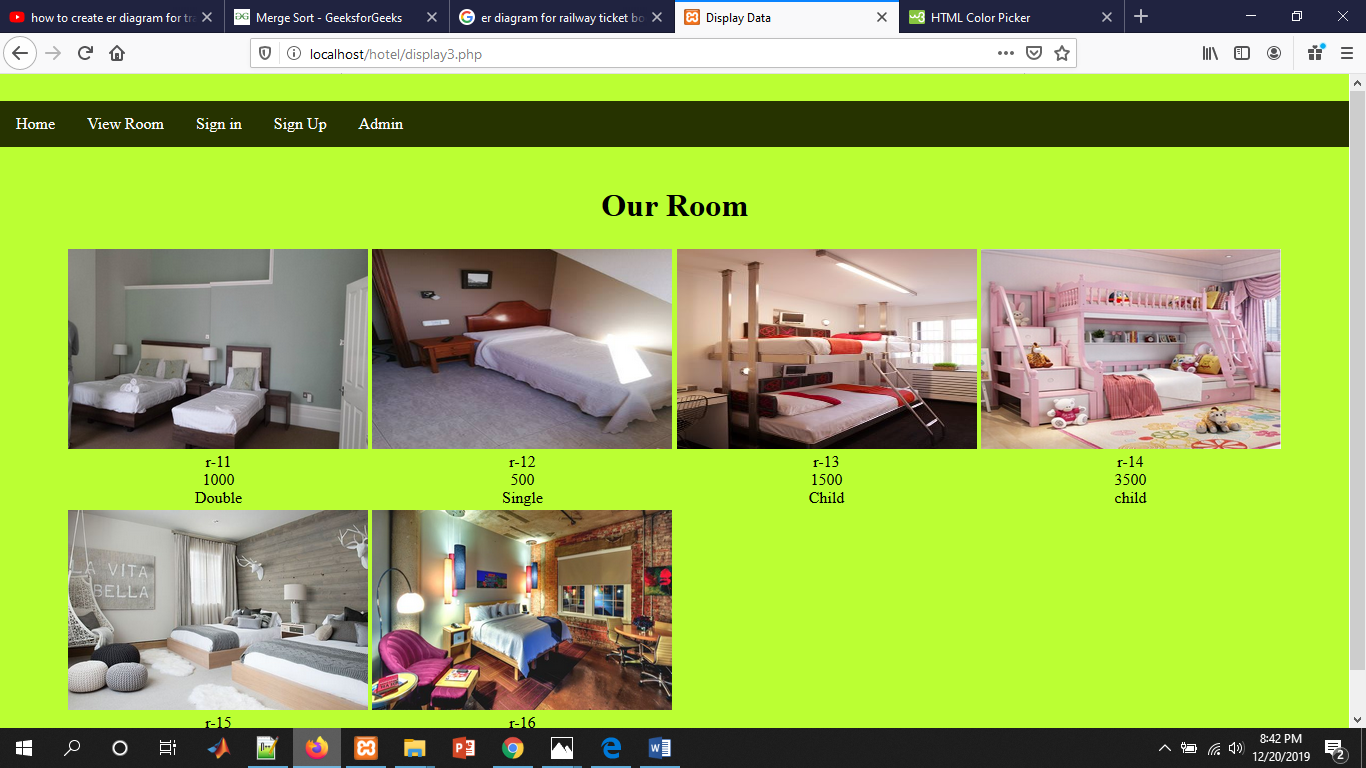 how to create er diagram for tra
Merge Sort - GeeksforGeeks
er diagram for railway ticket bo
Display Data
HTML Color Picker
localhost/hotel/display3.php
Home
View Room
Sign in
Sign Up
Admin
Our Room
r-11
1000
Double
r-12
500
Single
r-13
1500
Child
r-14
3500
child
LA VITA
BELLA
r-15
r-16
8:42 PM
12/20/2019
2